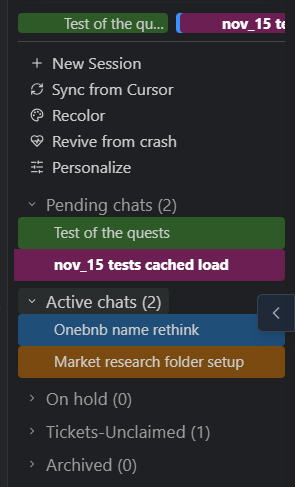 Test of the ques...
nov_15 te
New Session
Sync from Cursor
Recolor
Revive from crash
Personalize
Pending chats (2)
Test of the quests
nov_15 tests cached load
Active chats (2)
Onebnb name rethink
Market research folder setup
On hold (0)
Tickets-Unclaimed (1)
Archived (0)